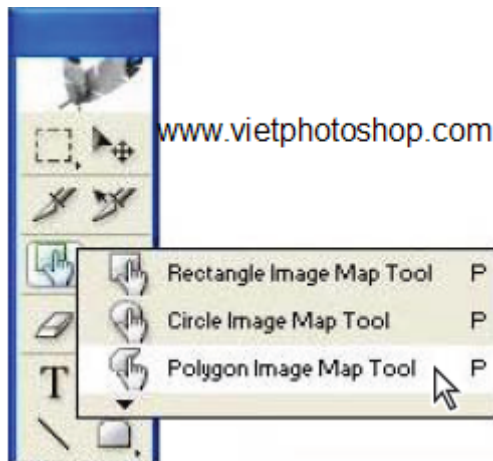 www.vietphotoshop.com
Rectangle Image Map Tool P
Circle Image Map Tool P
Polygon Image Map Tool P
T